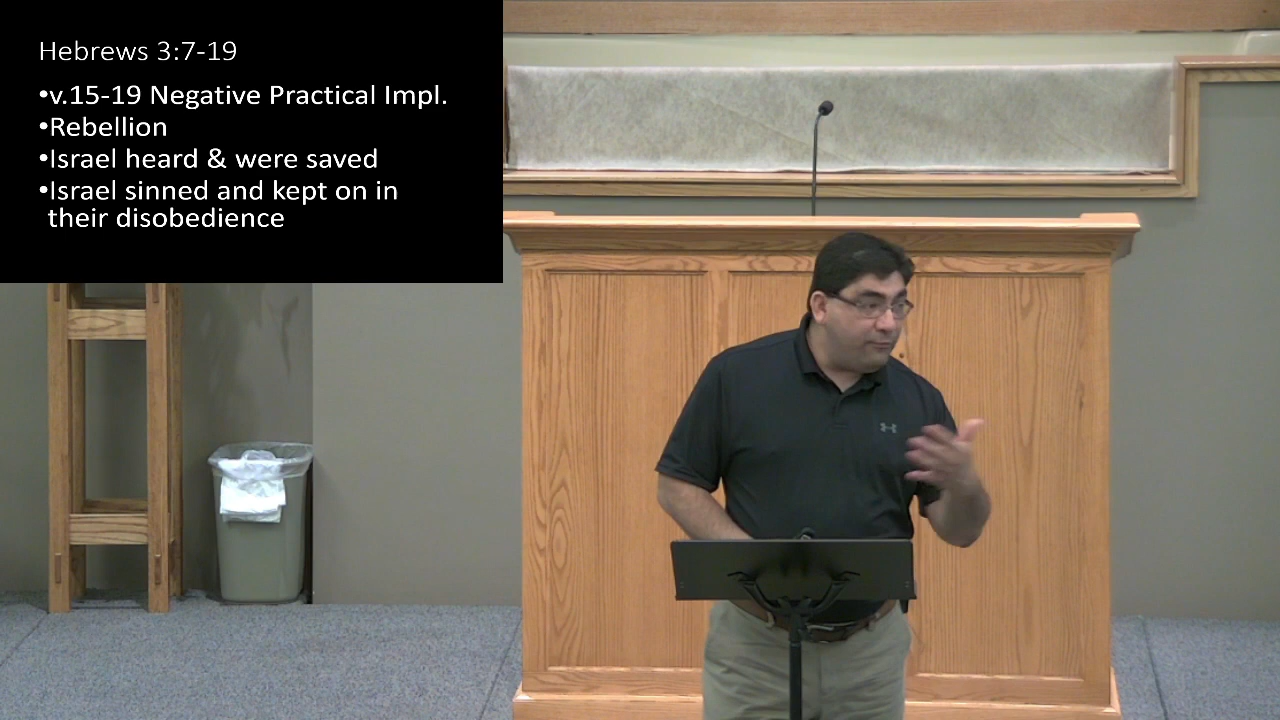 Hebrews 3:7-19
•v.15-19 Negative Practical Impl.
•Rebellion
•Israel heard & were saved
•Israel sinned and kept on in
their disobedience